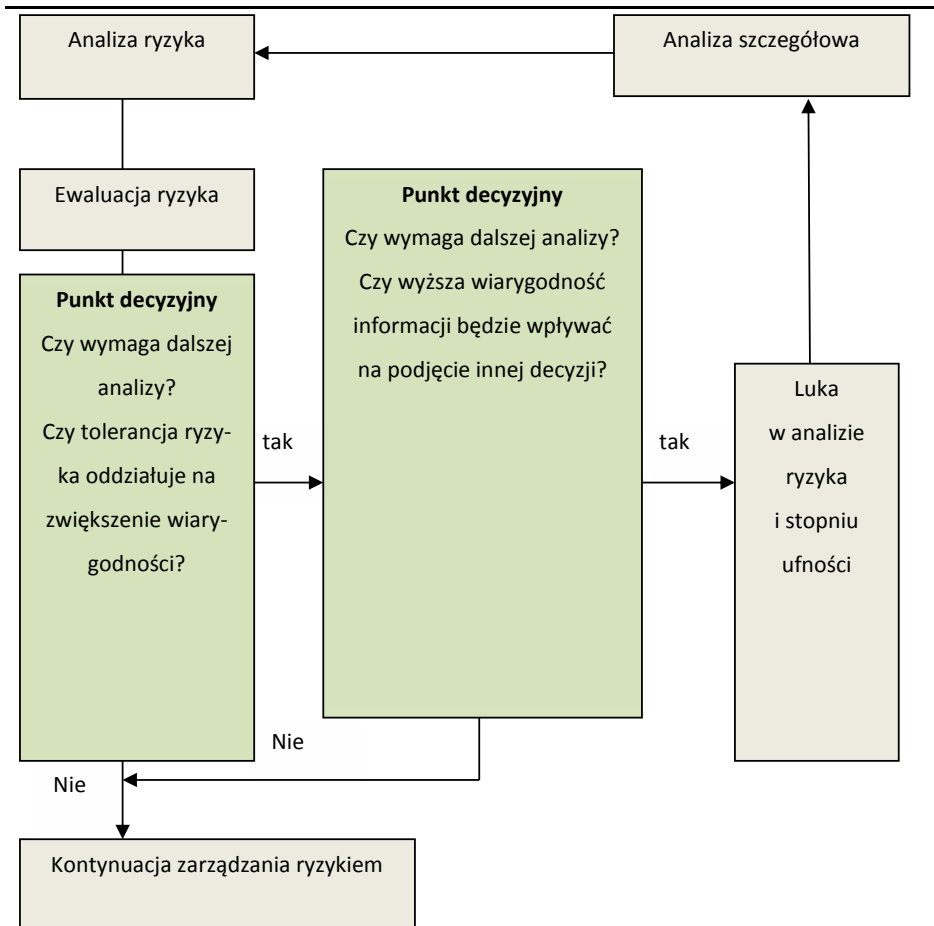 Analiza ryzyka
Analiza szczegółowa
Ewaluacja ryzyka
Punkt decyzyjny
Czy wymaga dalszej
analizy?
Czy tolerancja ryzy-
ka oddziałuje na
zwiększenie wiary-
godności?
tak
Punkt decyzyjny
Czy wymaga dalszej analizy?
Czy wyższa wiarygodność
informacji będzie wpływać
na podjęcie innej decyzji?
tak
Luka
w analizie
ryzyka
i stopniu
ufności
Nie
Nie
Kontynuacja zarządzania ryzykiem